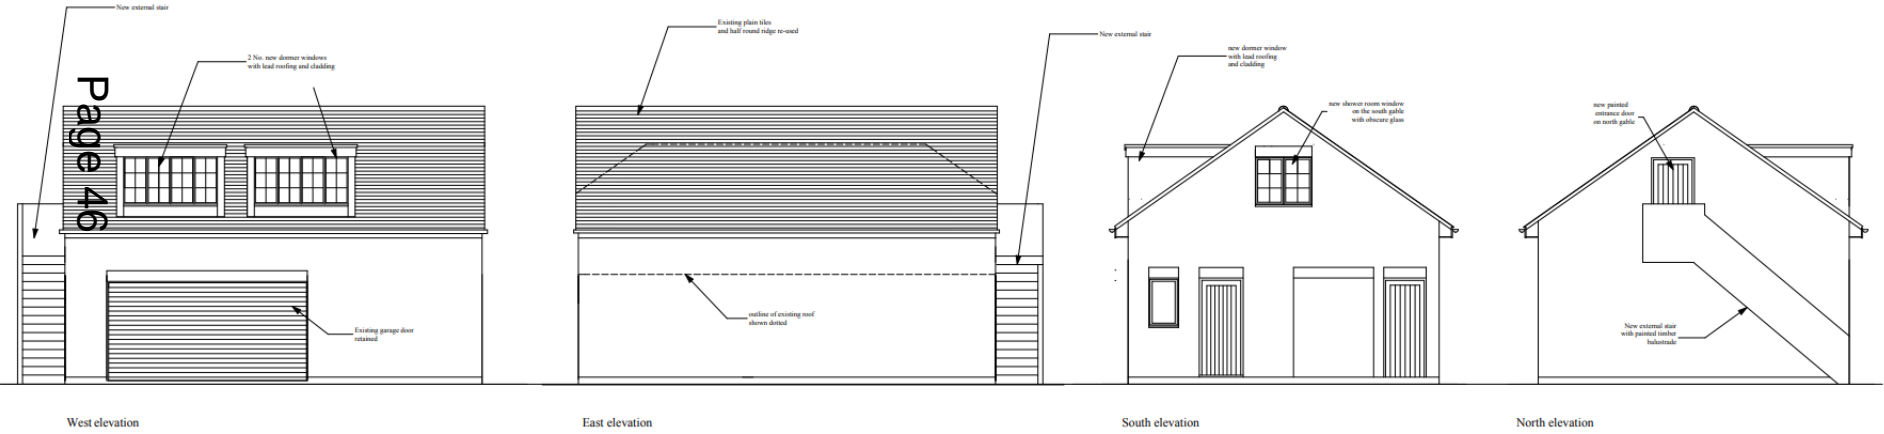 New external stair
2 No. new dormer windows
with lead roofing and cladding
Page 46
Existing garage door
retained
West elevation
Existing plain tiles
and half round ridge re-used
New external stair
outline of existing roof
shown dotted
East elevation
new dormer window
with lead roofing
and cladding
new shower room window
on the south gable
with obscure glass
South elevation
new painted
entrance door
on north gable
New external stair
with painted timber
balustrade
North elevation